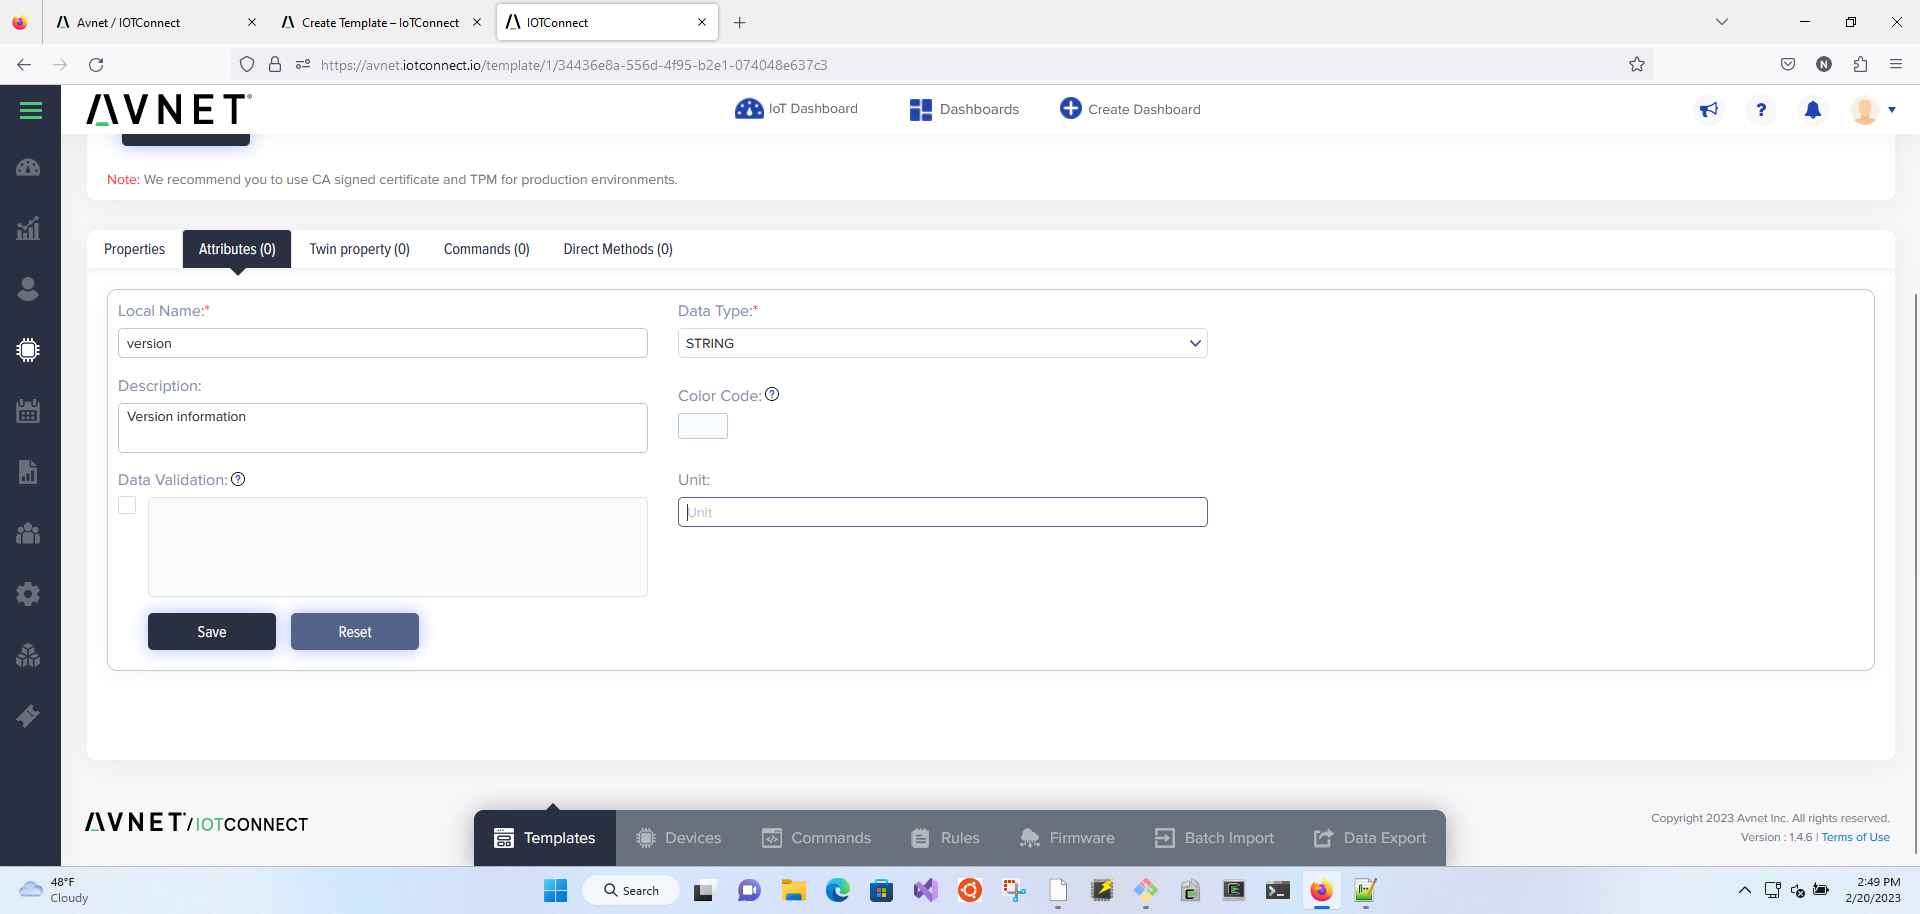 Avnet / IOTConnect
Create Template – IoTConnect
IOTConnect
https://avnet.iotconnect.io/template/1/34436e8a-556d-4f95-b2e1-074048e637c3
N
AVNET®
IoT Dashboard
Dashboards
Create Dashboard
?
Note: We recommend you to use CA signed certificate and TPM for production environments.
Properties
Attributes (0)
Twin property (0)
Commands (0)
Direct Methods (0)
Local Name:*
Data Type:*
version
STRING
Description:
Color Code: ?
Version information
Data Validation: ?
Unit:
Unit
Save
Reset
AVNET® / IOTCONNECT
Templates
Devices
Commands
Rules
Firmware
Batch Import
Data Export
Copyright 2023 Avnet Inc. All rights reserved.
Version : 1.4.6 | Terms of Use
48°F
Cloudy
Search
2:49 PM
2/20/2023